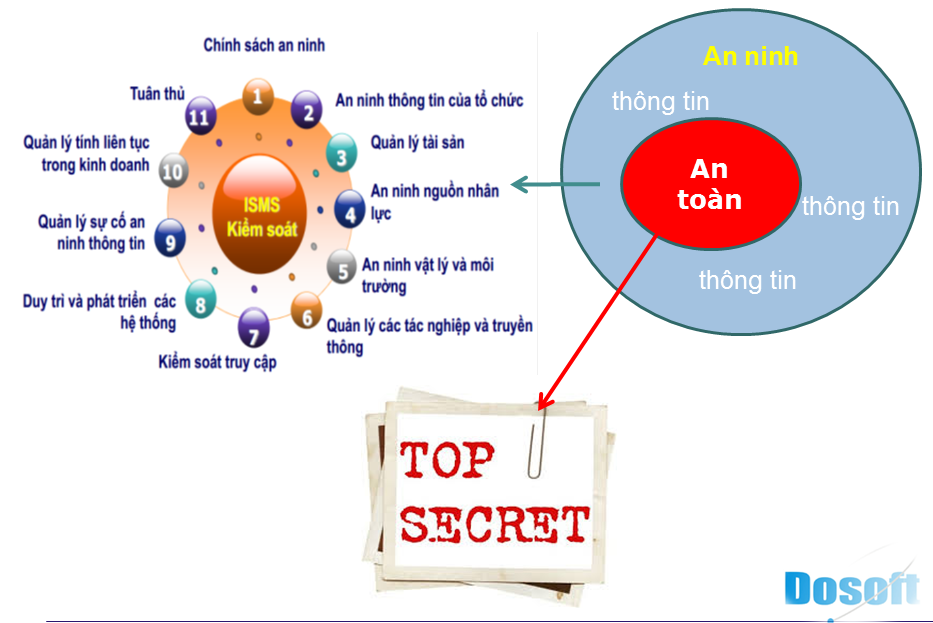 Chính sách an ninh
1
2
An ninh thông tin của tổ chức
3
Quản lý tài sản
4
An ninh nguồn nhân
lực
5
An ninh vật lý và môi
trường
6
Quản lý các tác nghiệp và truyền
thông
7
Kiểm soát truy cập
8
Duy trì và phát triển các
hệ thống
9
Quản lý sự cố an
ninh thông tin
10
Quản lý tính liên tục
trong kinh doanh
11
Tuân thủ
ISMS
Kiểm soát
An ninh
thông tin
An
toàn
thông tin
thông tin
TOP
SECRET
Dosoft